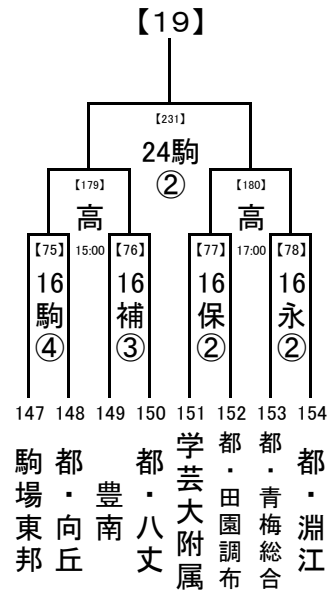 【19】
【231】
24駒
②
【179】 【180】
高 高
【75】 15:00 【76】 【77】 17:00 【78】
16 16 16 16
駒 補 保 永
④ ③ ② ②
147 148 149 150 151 152 153 154
駒場東邦
都・向丘
豊南
都・八丈
学芸大附属
都・田園調布
都・青梅総合
都・淵江